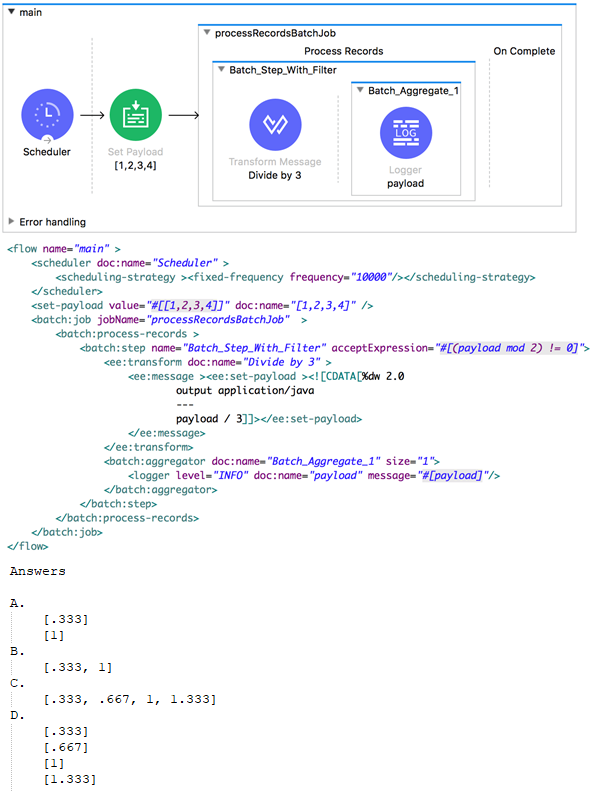 main
processRecordsBatchJob
Process Records
On Complete
Batch_Step_With_Filter
Batch_Aggregate_1
LOG
Scheduler
Set Payload
[1,2,3,4]
Transform Message
Divide by 3
Logger
payload
Error handling
<flow name="main" >
<scheduler doc:name="Scheduler" >
<scheduling-strategy ><fixed-frequency frequency="10000"/></scheduling-strategy>
</scheduler>
<set-payload value="#[[1,2,3,4]]" doc:name="[1,2,3,4]" />
<batch:job jobName="processRecordsBatchJob"  >
<batch:process-records >
<batch:step name="Batch_Step_With_Filter" acceptExpression="#[(payload mod 2) != 0]">
<ee:transform doc:name="Divide by 3" >
<ee:message ><ee:set-payload ><![CDATA[%dw 2.0
output application/java
---
payload / 3]]></ee:set-payload>
</ee:message>
</ee:transform>
<batch:aggregator doc:name="Batch_Aggregate_1" size="1">
<logger level="INFO" doc:name="payload" message="#[payload]"/>
</batch:aggregator>
</batch:step>
</batch:process-records>
</batch:job>
</flow>
Answers
A.
[.333]
[1]
B.
[.333, 1]
C.
[.333, .667, 1, 1.333]
D.
[.333]
[.667]
[1]
[1.333]